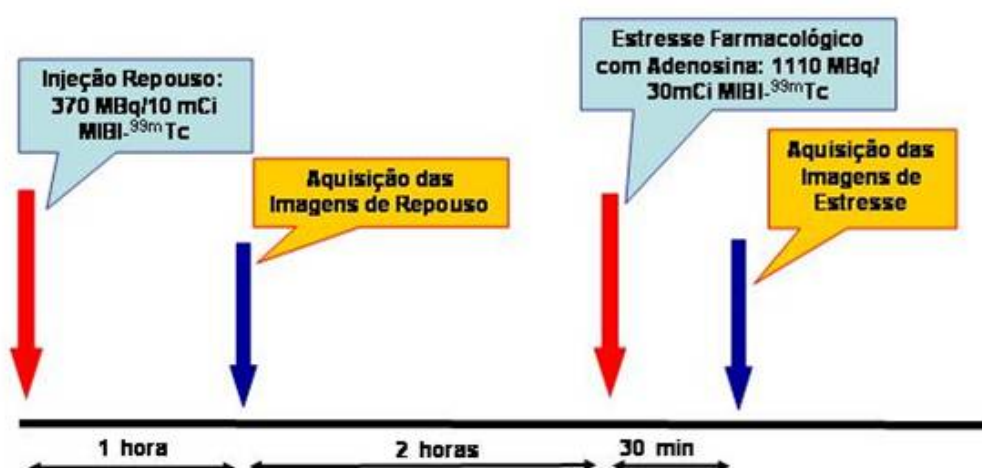 Injeção Repouso:
370 MBq/10 mCi
MIBI-⁹⁹ᵐTc
Aquisição das
Imagens de Repouso
Estresse Farmacológico
com Adenosina: 1110 MBq/
30mCi MIBI-⁹⁹ᵐTc
Aquisição das
Imagens de
Estresse
1 hora
2 horas
30 min